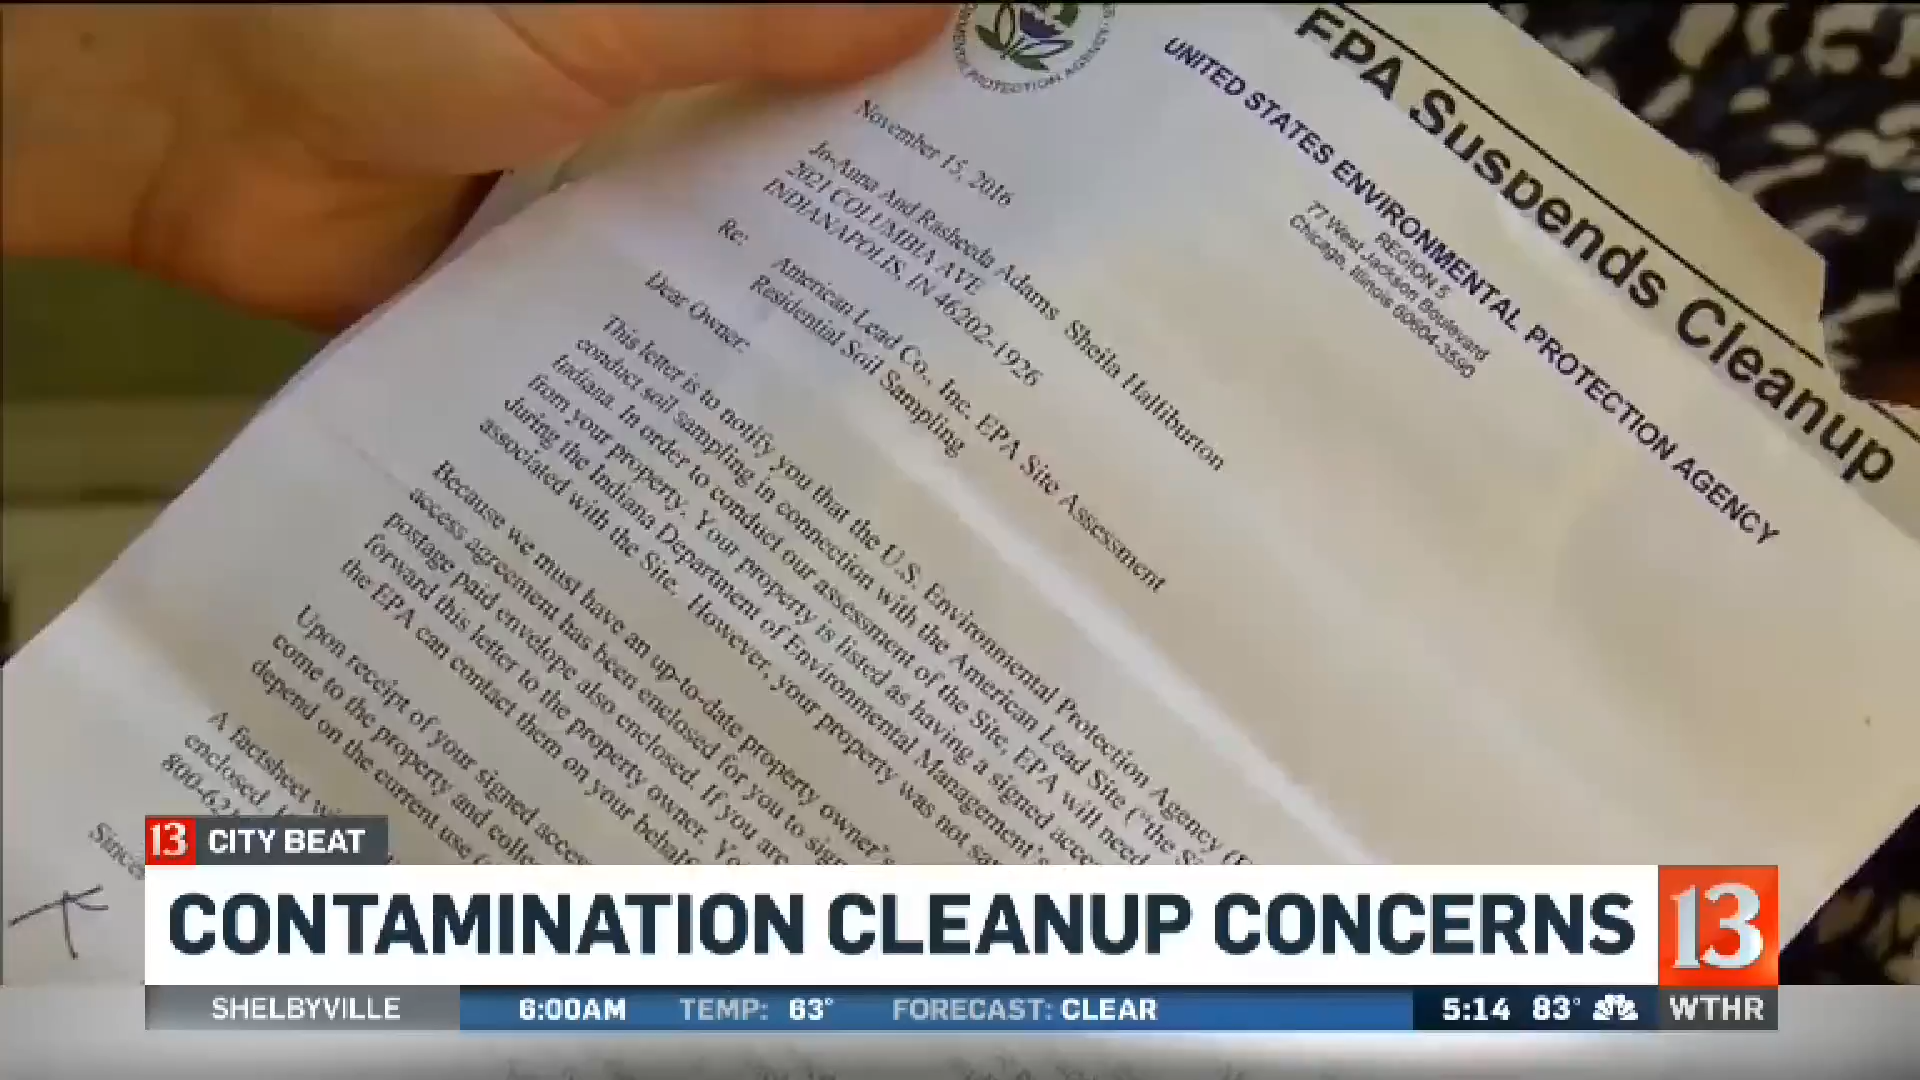 EPA Suspends Cleanup
UNITED STATES ENVIRONMENTAL PROTECTION AGENCY
REGION 5
77 West Jackson Boulevard
Chicago, Illinois 60604-3590
PROTECTION AGENCY
November 15, 2016
Jo-Anna And Rasheeda Adams Sheila Halliburton
2021 COLUMBIA AVE
INDIANAPOLIS, IN 46202-1926
Re: American Lead Co., Inc. EPA Site Assessment
Residential Soil Sampling
Dear Owner:
This letter is to notify you that the U.S. Environmental Protection Agency
conduct soil sampling in connection with the American Lead Site ("the
Indiana. In order to conduct our assessment of the Site, EPA will need
from your property. Your property is listed as having a signed
during the Indiana Department of Environmental Management's
associated with the Site. However, your property was not
Because we must have an up-to-date property owner's
access agreement has been enclosed for you to sign
postage paid envelope also enclosed. If you are
forward this letter to the property owner.
the EPA can contact them on your behalf
Upon receipt of your signed
come to the property and
depend on the current use
A factsheet
enclosed.
13 CITY BEAT
CONTAMINATION CLEANUP CONCERNS 13
SHELBYVILLE 6:00AM TEMP: 63° FORECAST: CLEAR 5:14 83° WTHR